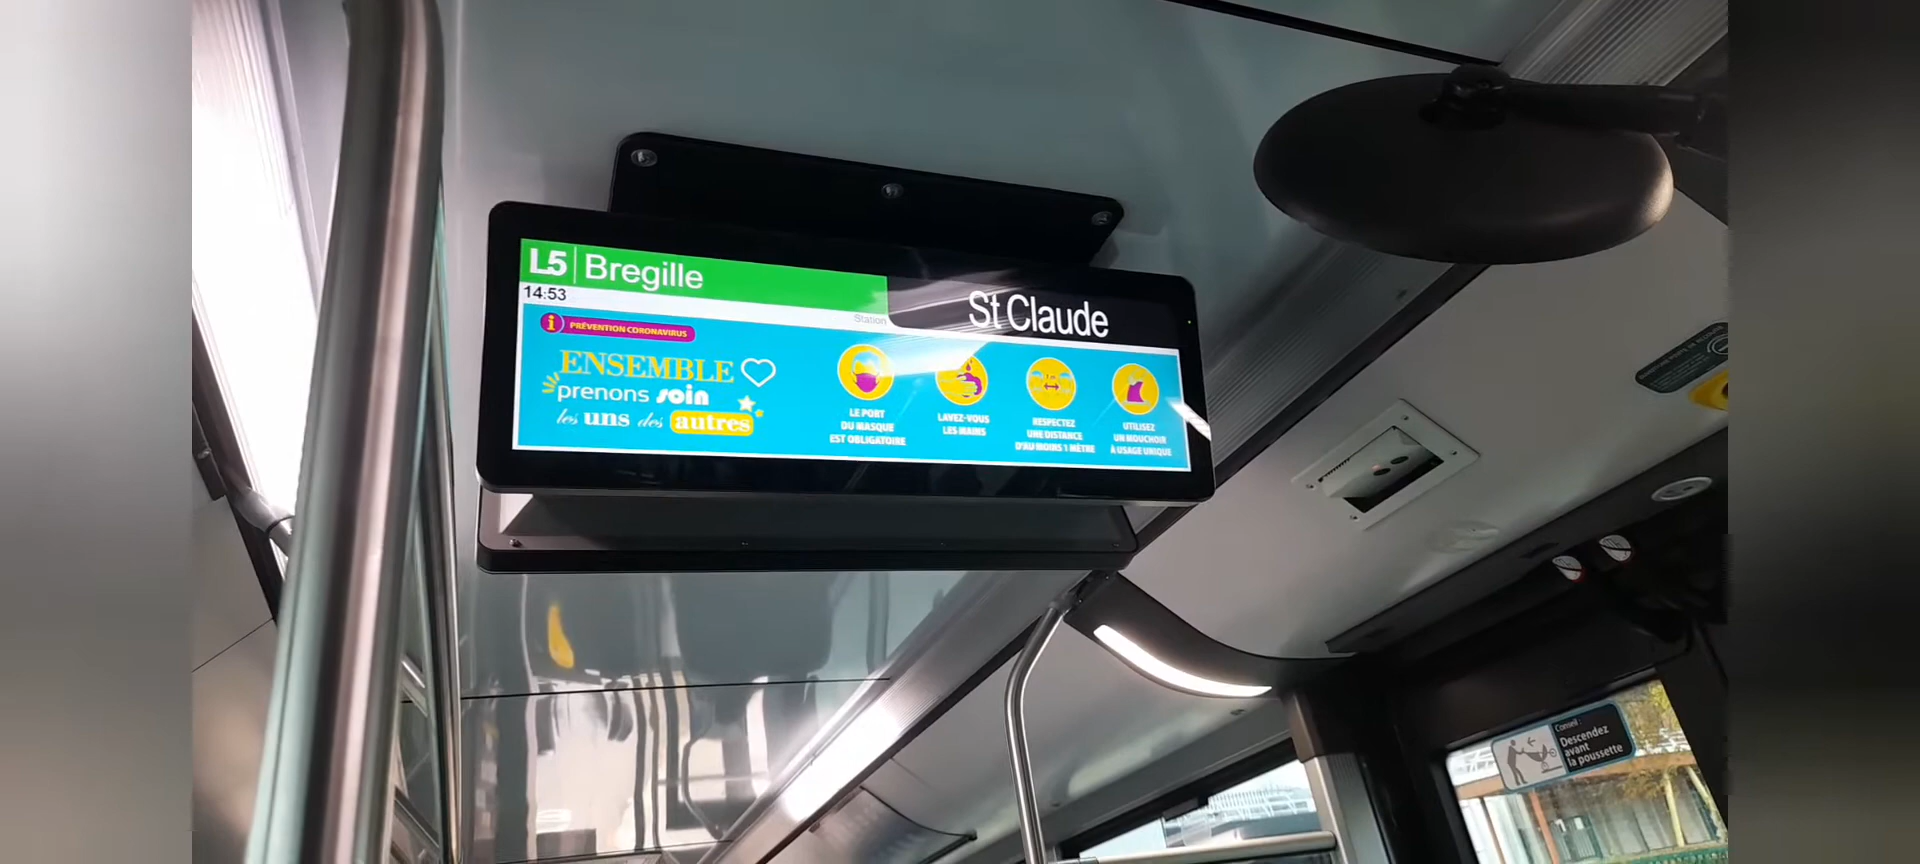 L5 Bregille
St Claude
14:53
Station
i PRÉVENTION CORONAVIRUS
ENSEMBLE
prenons soin
les uns des autres
LE PORT
DU MASQUE
EST OBLIGATOIRE
LAVEZ-VOUS
LES MAINS
RESPECTEZ
UNE DISTANCE
D'AU MOINS 1 MÈTRE
UTILISEZ
UN MOUCHOIR
À USAGE UNIQUE
Conseil :
Descendez
avant
la poussette